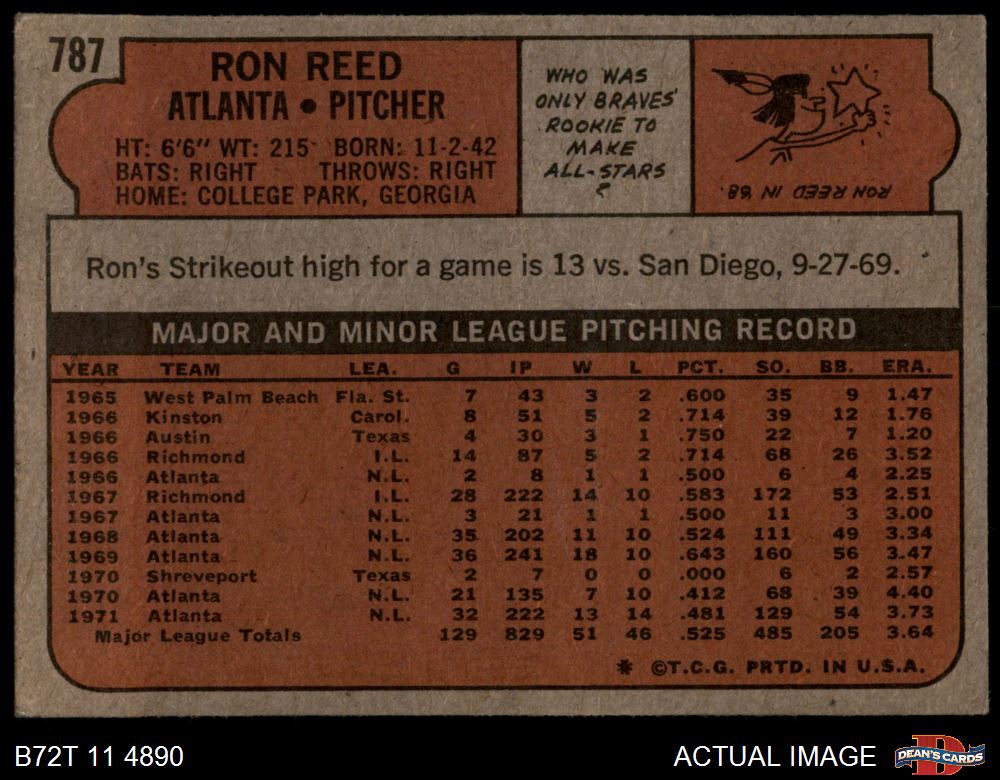 787
RON REED
ATLANTA • PITCHER
HT: 6'6" WT: 215 BORN: 11-2-42
BATS: RIGHT THROWS: RIGHT
HOME: COLLEGE PARK, GEORGIA
WHO WAS
ONLY BRAVES'
ROOKIE TO
MAKE
ALL-STARS
?
RON REED IN '68.
Ron's Strikeout high for a game is 13 vs. San Diego, 9-27-69.
MAJOR AND MINOR LEAGUE PITCHING RECORD
YEAR TEAM LEA. G IP W L PCT. SO. BB. ERA.
1965 West Palm Beach Fla. St. 7 43 3 2 .600 35 9 1.47
1966 Kinston Carol. 8 51 5 2 .714 39 12 1.76
1966 Austin Texas 4 30 3 1 .750 22 7 1.20
1966 Richmond I.L. 14 87 5 2 .714 68 26 3.52
1966 Atlanta N.L. 2 8 1 1 .500 6 4 2.25
1967 Richmond I.L. 28 222 14 10 .583 172 53 2.51
1967 Atlanta N.L. 3 21 1 1 .500 11 3 3.00
1968 Atlanta N.L. 35 202 11 10 .524 111 49 3.34
1969 Atlanta N.L. 36 241 18 10 .643 160 56 3.47
1970 Shreveport Texas 2 7 0 0 .000 6 2 2.57
1970 Atlanta N.L. 21 135 7 10 .412 68 39 4.40
1971 Atlanta N.L. 32 222 13 14 .481 129 54 3.73
Major League Totals 129 829 51 46 .525 485 205 3.64
* ©T.C.G. PRTD. IN U.S.A.
B72T 11 4890
ACTUAL IMAGE
D
DEAN'S CARDS